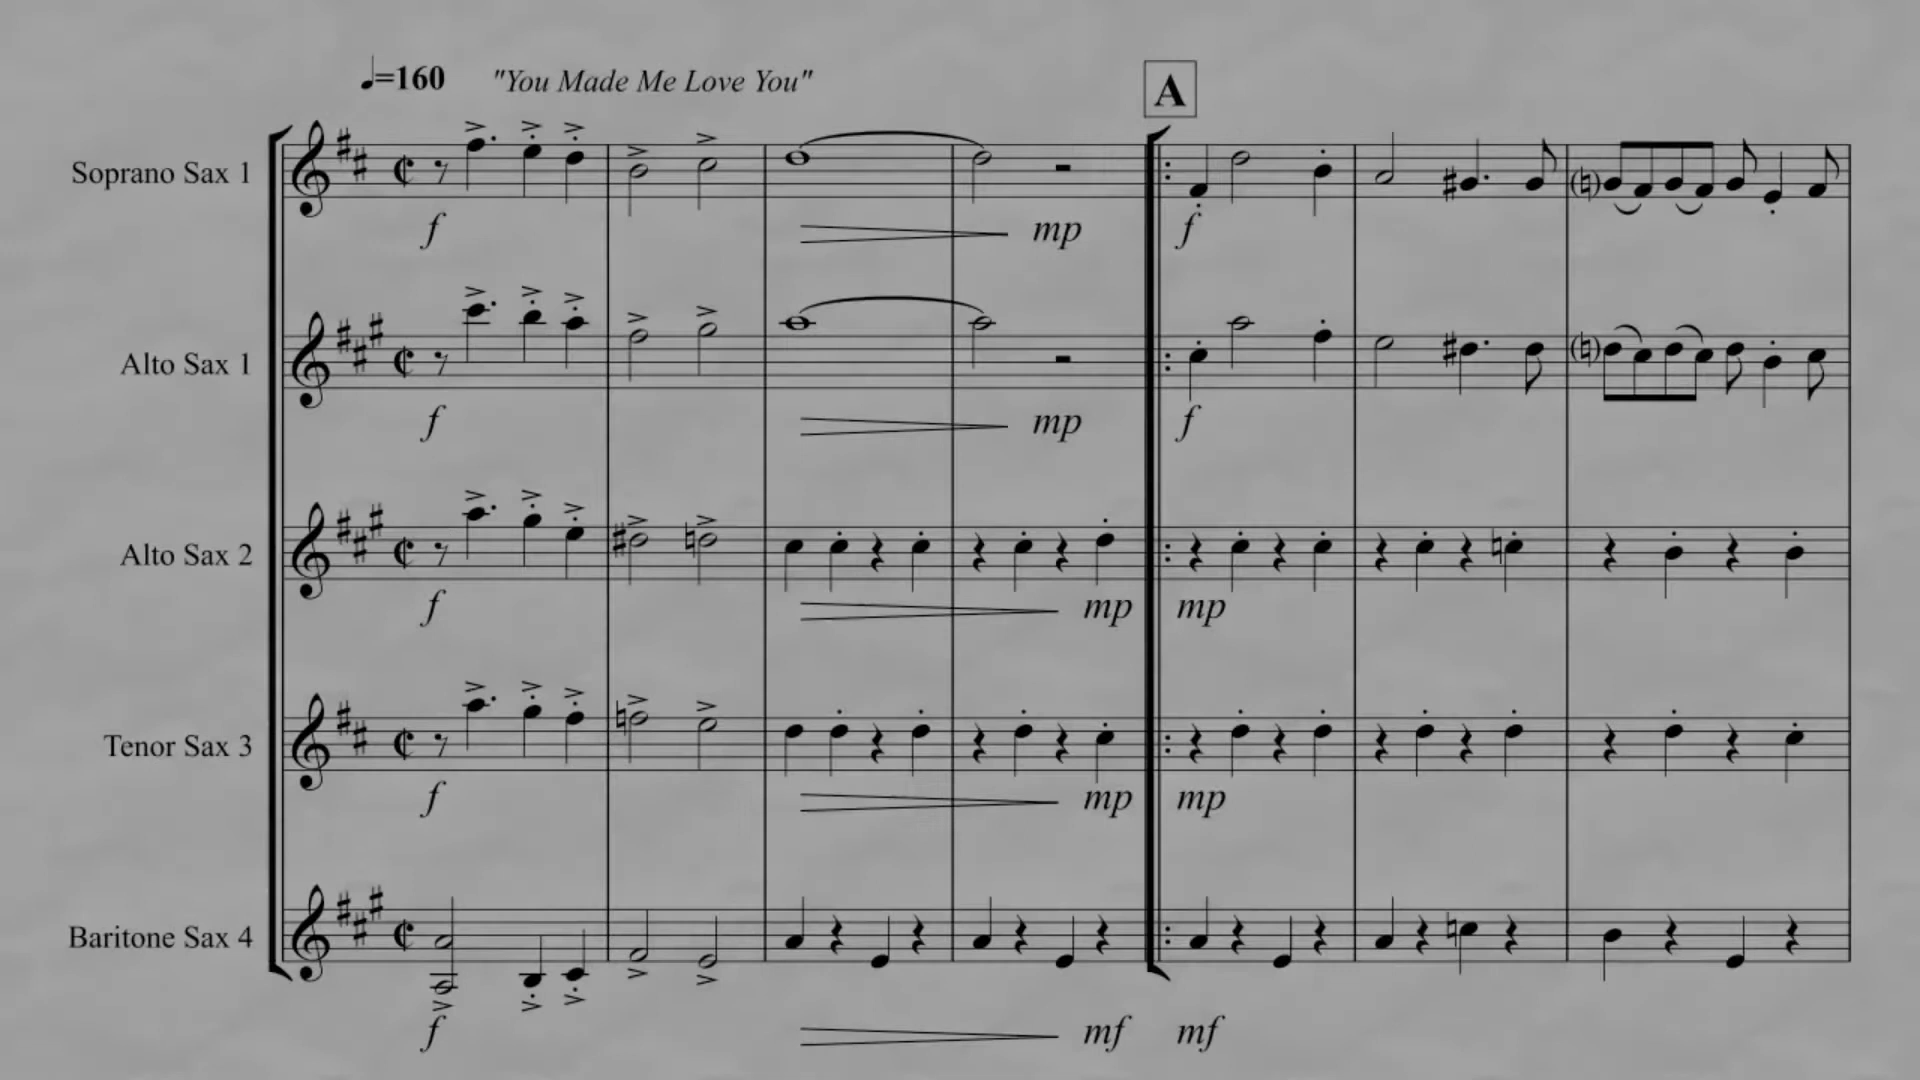 ♩=160 "You Made Me Love You"
A
Soprano Sax 1
f mp f
Alto Sax 1
f mp f
Alto Sax 2
f mp mp
Tenor Sax 3
f mp mp
Baritone Sax 4
f mf mf